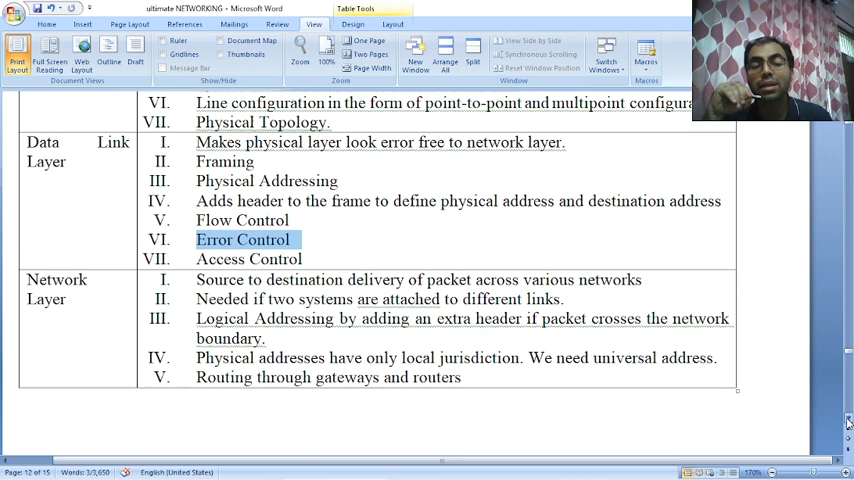 ultimate NETWORKING - Microsoft Word
Table Tools
Home Insert Page Layout References Mailings Review View Design Layout
Print Layout
Full Screen Reading
Web Layout
Outline
Draft
Document Views
Ruler
Gridlines
Message Bar
Document Map
Thumbnails
Show/Hide
Zoom
100%
One Page
Two Pages
Page Width
Zoom
New Window
Arrange All
Split
View Side by Side
Synchronous Scrolling
Reset Window Position
Window
Switch Windows
Macros
Macros
VI. Line configuration in the form of point-to-point and multipoint configura
VII. Physical Topology.
Data Link Layer
I. Makes physical layer look error free to network layer.
II. Framing
III. Physical Addressing
IV. Adds header to the frame to define physical address and destination address
V. Flow Control
VI. Error Control
VII. Access Control
Network Layer
I. Source to destination delivery of packet across various networks
II. Needed if two systems are attached to different links.
III. Logical Addressing by adding an extra header if packet crosses the network
boundary.
IV. Physical addresses have only local jurisdiction. We need universal address.
V. Routing through gateways and routers
Page: 12 of 15 Words: 3/3,650 English (United States) 170%